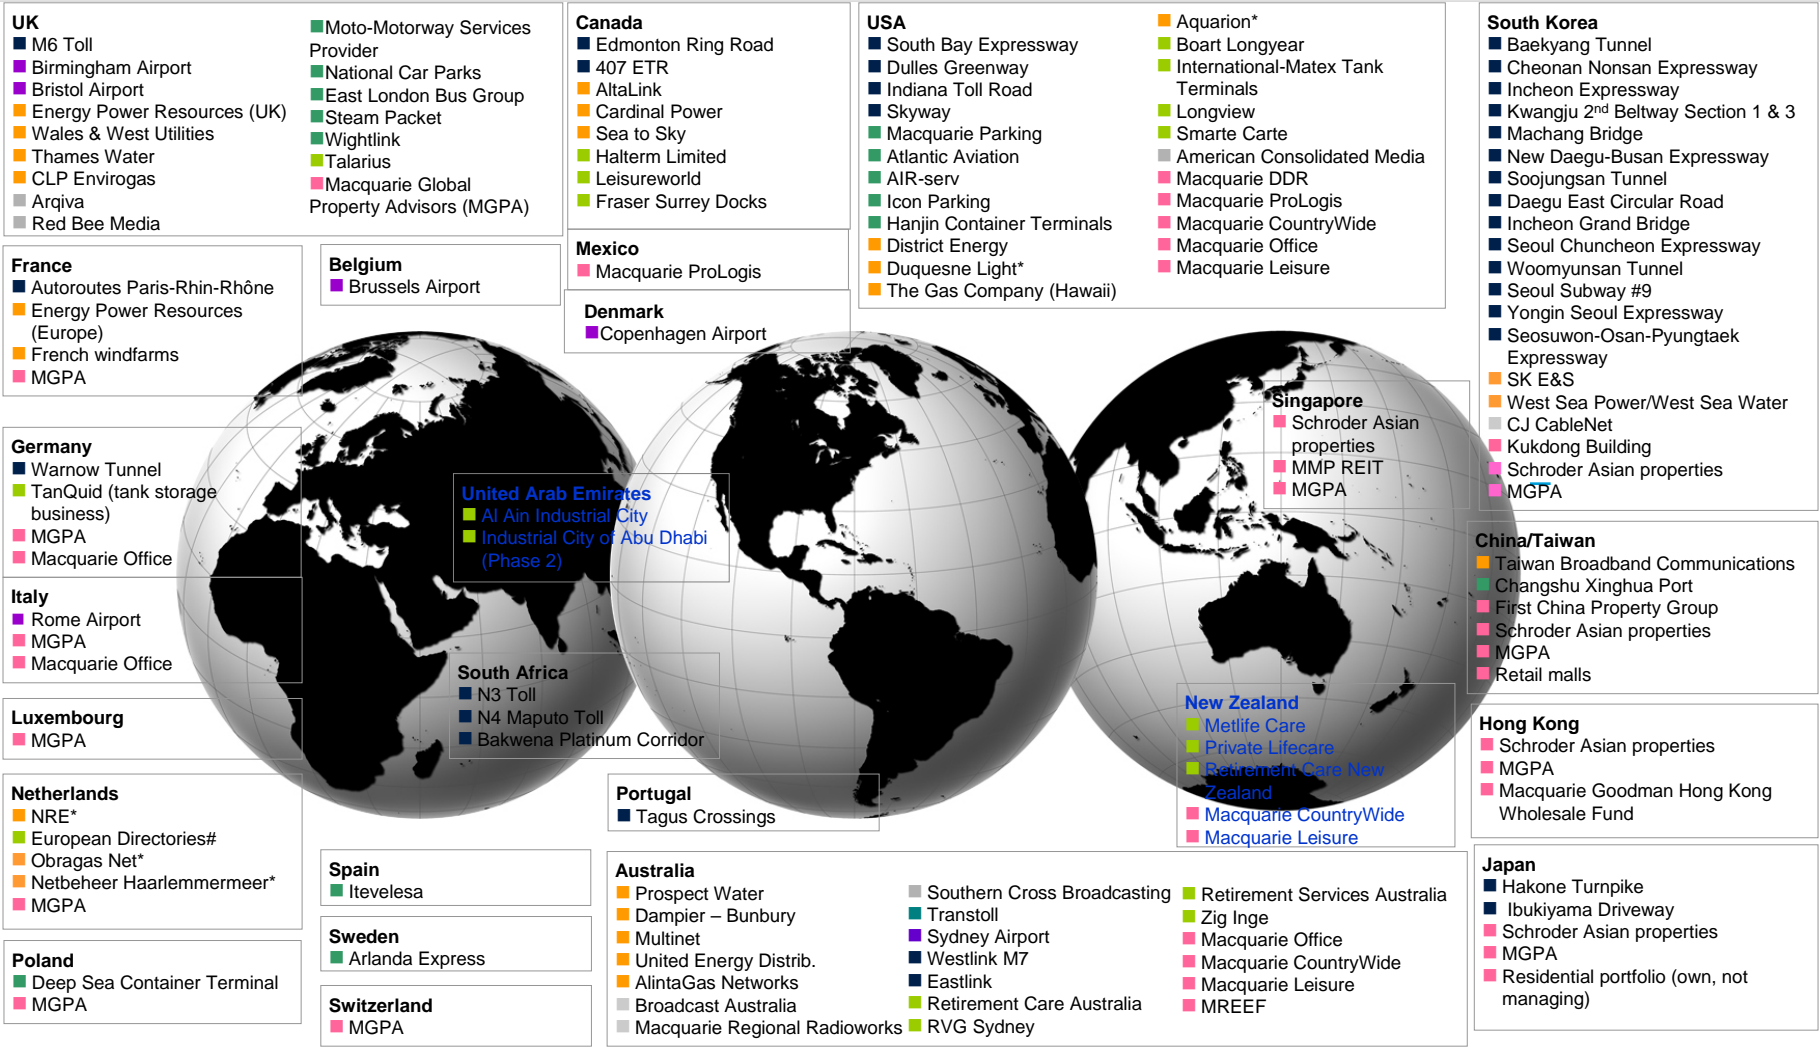 UK
M6 Toll
Birmingham Airport
Bristol Airport
Energy Power Resources (UK)
Wales & West Utilities
Thames Water
CLP Envirogas
Arqiva
Red Bee Media
Moto-Motorway Services
Provider
National Car Parks
East London Bus Group
Steam Packet
Wightlink
Talarius
Macquarie Global
Property Advisors (MGPA)
Canada
Edmonton Ring Road
407 ETR
AltaLink
Cardinal Power
Sea to Sky
Halterm Limited
Leisureworld
Fraser Surrey Docks
USA
South Bay Expressway
Dulles Greenway
Indiana Toll Road
Skyway
Macquarie Parking
Atlantic Aviation
AIR-serv
Icon Parking
Hanjin Container Terminals
District Energy
Duquesne Light*
The Gas Company (Hawaii)
Aquarion*
Boart Longyear
International-Matex Tank
Terminals
Longview
Smarte Carte
American Consolidated Media
Macquarie DDR
Macquarie ProLogis
Macquarie CountryWide
Macquarie Office
Macquarie Leisure
South Korea
Baekyang Tunnel
Cheonan Nonsan Expressway
Incheon Expressway
Kwangju 2nd Beltway Section 1 & 3
Machang Bridge
New Daegu-Busan Expressway
Soojungsan Tunnel
Daegu East Circular Road
Incheon Grand Bridge
Seoul Chuncheon Expressway
Woomyunsan Tunnel
Seoul Subway #9
Yongin Seoul Expressway
Seosuwon-Osan-Pyungtaek
Expressway
SK E&S
West Sea Power/West Sea Water
CJ CableNet
Kukdong Building
Schroder Asian properties
MGPA
France
Autoroutes Paris-Rhin-Rhône
Energy Power Resources
(Europe)
French windfarms
MGPA
Belgium
Brussels Airport
Mexico
Macquarie ProLogis
Denmark
Copenhagen Airport
Singapore
Schroder Asian
properties
MMP REIT
MGPA
Germany
Warnow Tunnel
TanQuid (tank storage
business)
MGPA
Macquarie Office
United Arab Emirates
Al Ain Industrial City
Industrial City of Abu Dhabi
(Phase 2)
China/Taiwan
Taiwan Broadband Communications
Changshu Xinghua Port
First China Property Group
Schroder Asian properties
MGPA
Retail malls
Italy
Rome Airport
MGPA
Macquarie Office
South Africa
N3 Toll
N4 Maputo Toll
Bakwena Platinum Corridor
New Zealand
Metlife Care
Private Lifecare
Retirement Care New
Zealand
Macquarie CountryWide
Macquarie Leisure
Luxembourg
MGPA
Hong Kong
Schroder Asian properties
MGPA
Macquarie Goodman Hong Kong
Wholesale Fund
Netherlands
NRE*
European Directories#
Obragas Net*
Netbeheer Haarlemmermeer*
MGPA
Portugal
Tagus Crossings
Spain
Itevelesa
Sweden
Arlanda Express
Switzerland
MGPA
Poland
Deep Sea Container Terminal
MGPA
Australia
Prospect Water
Dampier – Bunbury
Multinet
United Energy Distrib.
AlintaGas Networks
Broadcast Australia
Macquarie Regional Radioworks
Southern Cross Broadcasting
Transtoll
Sydney Airport
Westlink M7
Eastlink
Retirement Care Australia
RVG Sydney
Retirement Services Australia
Zig Inge
Macquarie Office
Macquarie CountryWide
Macquarie Leisure
MREEF
Japan
Hakone Turnpike
Ibukiyama Driveway
Schroder Asian properties
MGPA
Residential portfolio (own, not
managing)